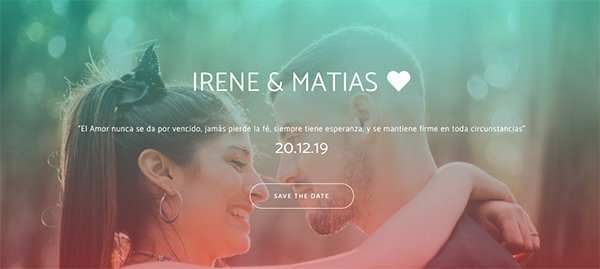 IRENE & MATIAS
"El Amor nunca se da por vencido, jamás pierde la fé, siempre tiene esperanza, y se mantiene firme en toda circunstancias"
20.12.19
SAVE THE DATE